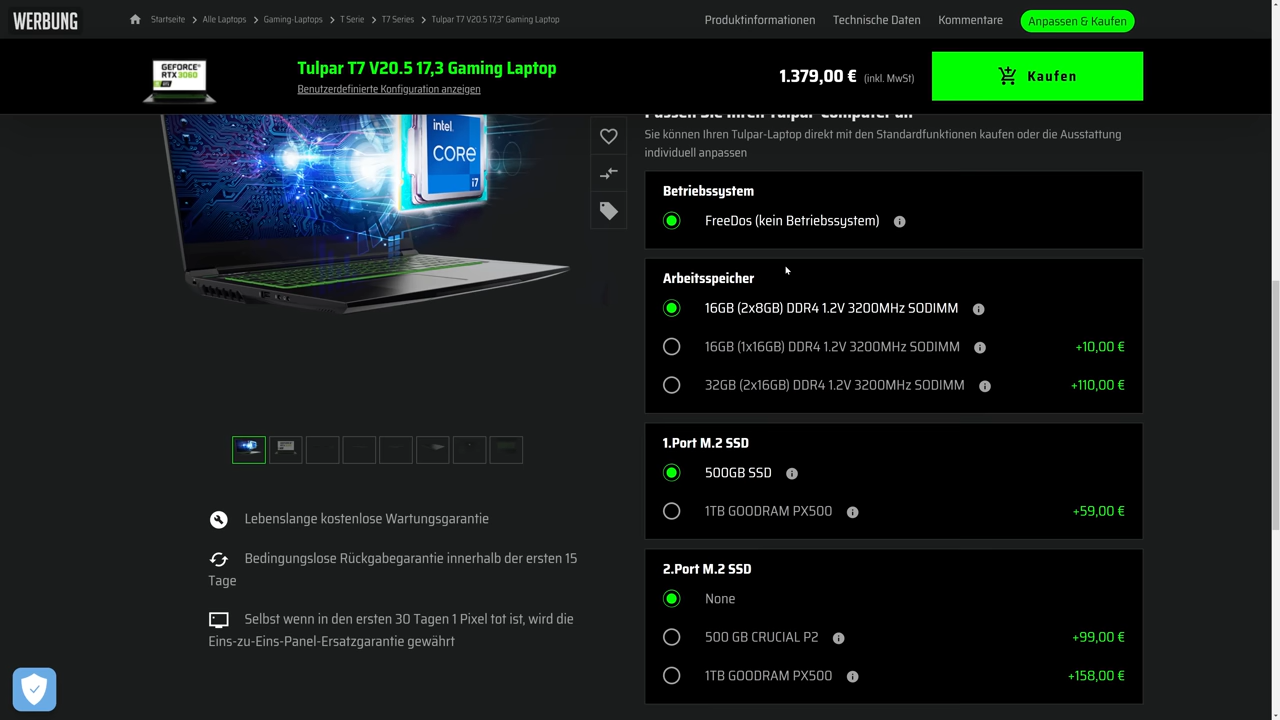 WERBUNG
Startseite > Alle Laptops > Gaming-Laptops > T Serie > T7 Series > Tulpar T7 V20.5 17,3" Gaming Laptop
Produktinformationen Technische Daten Kommentare Anpassen & Kaufen
GEFORCE® RTX 3060
Tulpar T7 V20.5 17,3 Gaming Laptop
Benutzerdefinierte Konfiguration anzeigen
1.379,00 € (inkl. MwSt)
Kaufen
Passen Sie Ihren Tulpar-Computer an
Sie können Ihren Tulpar-Laptop direkt mit den Standardfunktionen kaufen oder die Ausstattung
individuell anpassen
intel.
CORE
i7
Betriebssystem
FreeDos (kein Betriebssystem)
Arbeitsspeicher
16GB (2x8GB) DDR4 1.2V 3200MHz SODIMM
16GB (1x16GB) DDR4 1.2V 3200MHz SODIMM +10,00 €
32GB (2x16GB) DDR4 1.2V 3200MHz SODIMM +110,00 €
1.Port M.2 SSD
500GB SSD
1TB GOODRAM PX500 +59,00 €
2.Port M.2 SSD
None
500 GB CRUCIAL P2 +99,00 €
1TB GOODRAM PX500 +158,00 €
Lebenslange kostenlose Wartungsgarantie
Bedingungslose Rückgabegarantie innerhalb der ersten 15
Tage
Selbst wenn in den ersten 30 Tagen 1 Pixel tot ist, wird die
Eins-zu-Eins-Panel-Ersatzgarantie gewährt